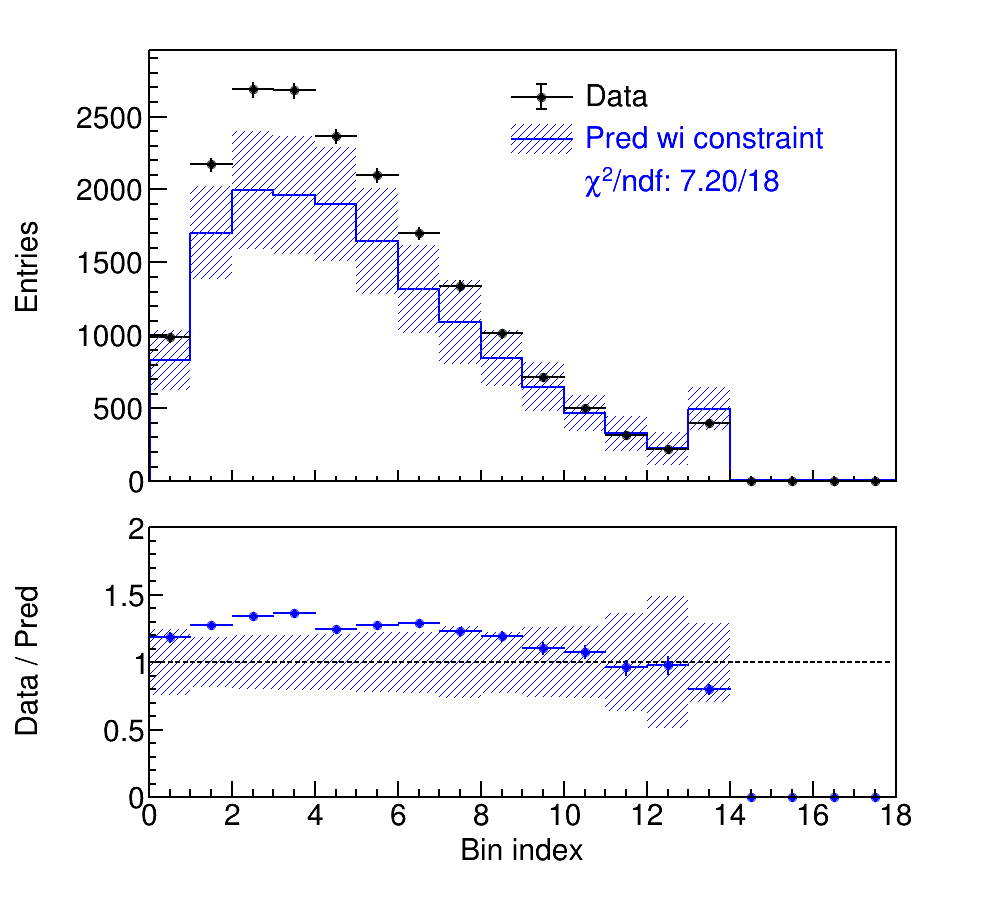 Entries
2500
2000
1500
1000
500
0
Data
Pred wi constraint
χ²/ndf: 7.20/18
Data / Pred
2
1.5
1
0.5
0
0 2 4 6 8 10 12 14 16 18
Bin index